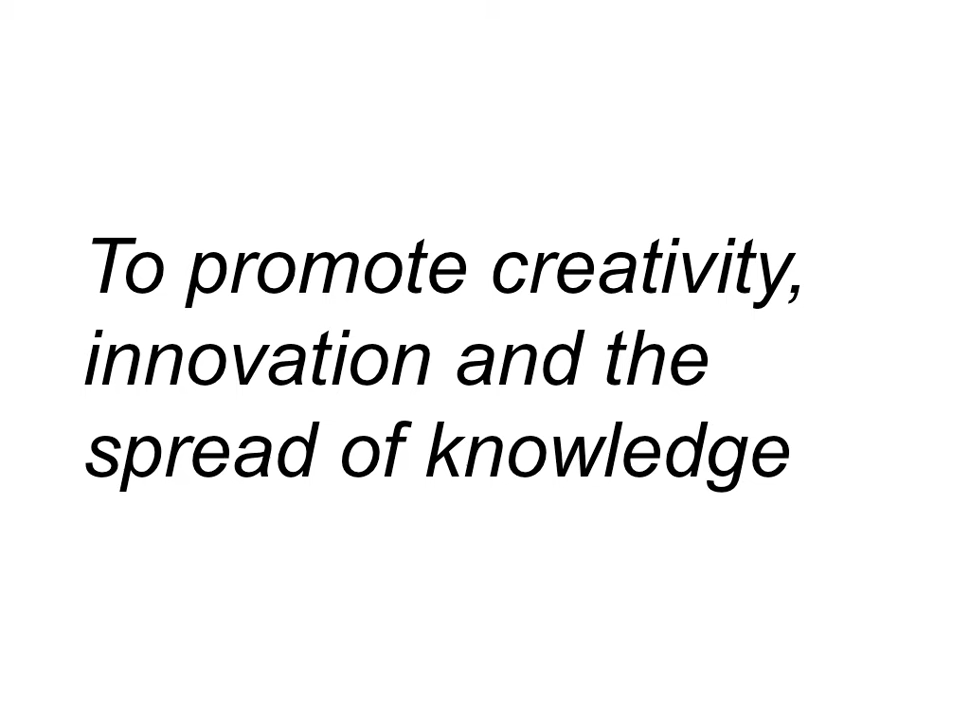 To promote creativity,
innovation and the
spread of knowledge